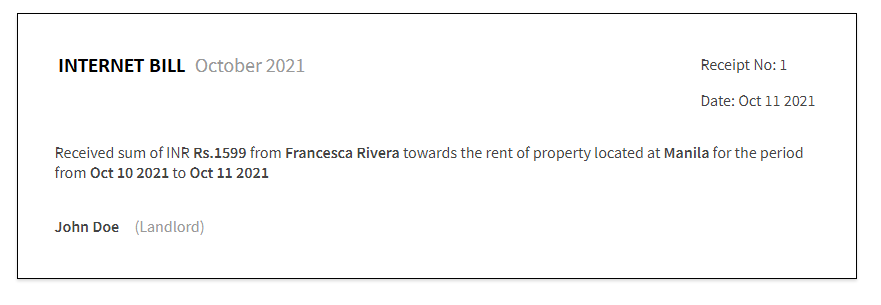 INTERNET BILL October 2021
Receipt No: 1
Date: Oct 11 2021
Received sum of INR Rs.1599 from Francesca Rivera towards the rent of property located at Manila for the period
from Oct 10 2021 to Oct 11 2021
John Doe (Landlord)